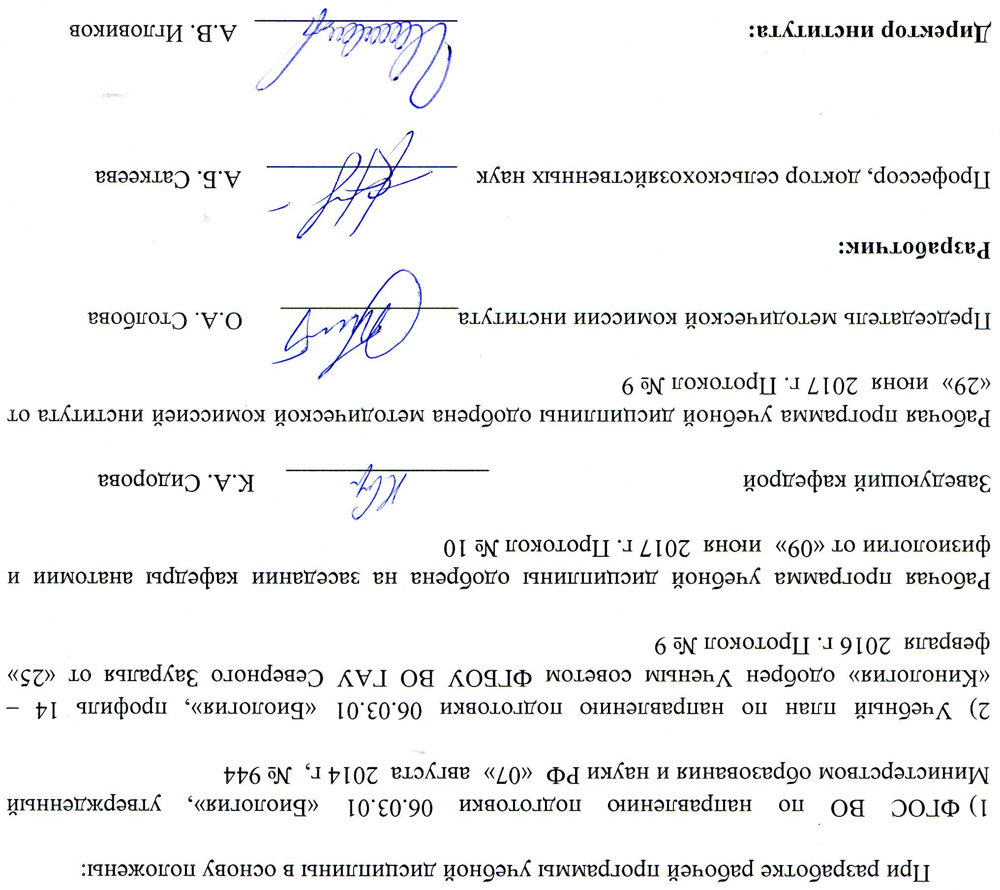 При разработке рабочей программы учебной дисциплины в основу положены:
1) ФГОС ВО по направлению подготовки 06.03.01 «Биология», утвержденный
Министерством образования и науки РФ «07» августа 2014 г, № 944
2) Учебный план по направлению подготовки 06.03.01 «Биология», профиль 14 –
«Кинология» одобрен Ученым советом ФГБОУ ВО ГАУ Северного Зауралья от «25»
февраля 2016 г. Протокол № 9
Рабочая программа учебной дисциплины одобрена на заседании кафедры анатомии и
физиологии от «09» июня 2017 г. Протокол № 10
Заведующий кафедрой К.А. Сидорова
Рабочая программа учебной дисциплины одобрена методической комиссией института от
«29» июня 2017 г. Протокол № 9
Председатель методической комиссии института О.А. Столбова
Разработчик:
Профессор, доктор сельскохозяйственных наук А.Б. Саткеева
Директор института: А.В. Игловиков